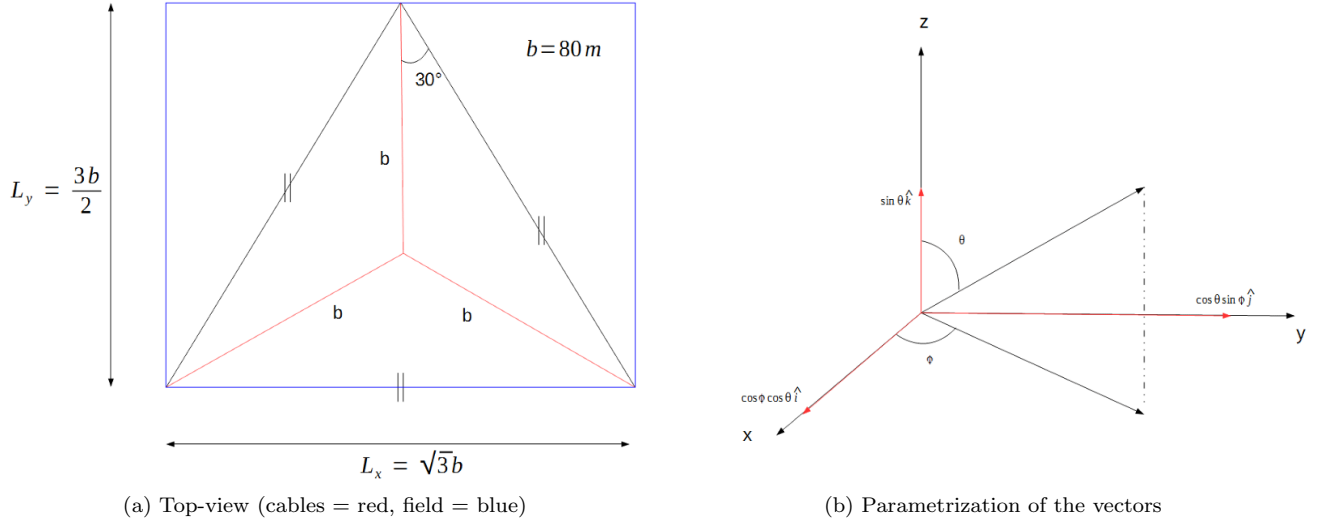 b=80 m
30°
b
L_y = 3b/2
b
b
L_x = √3b
(a) Top-view (cables = red, field = blue)
z
sin θ k̂
θ
cos θ sin φ ĵ
y
φ
cos φ cos θ î
x
(b) Parametrization of the vectors